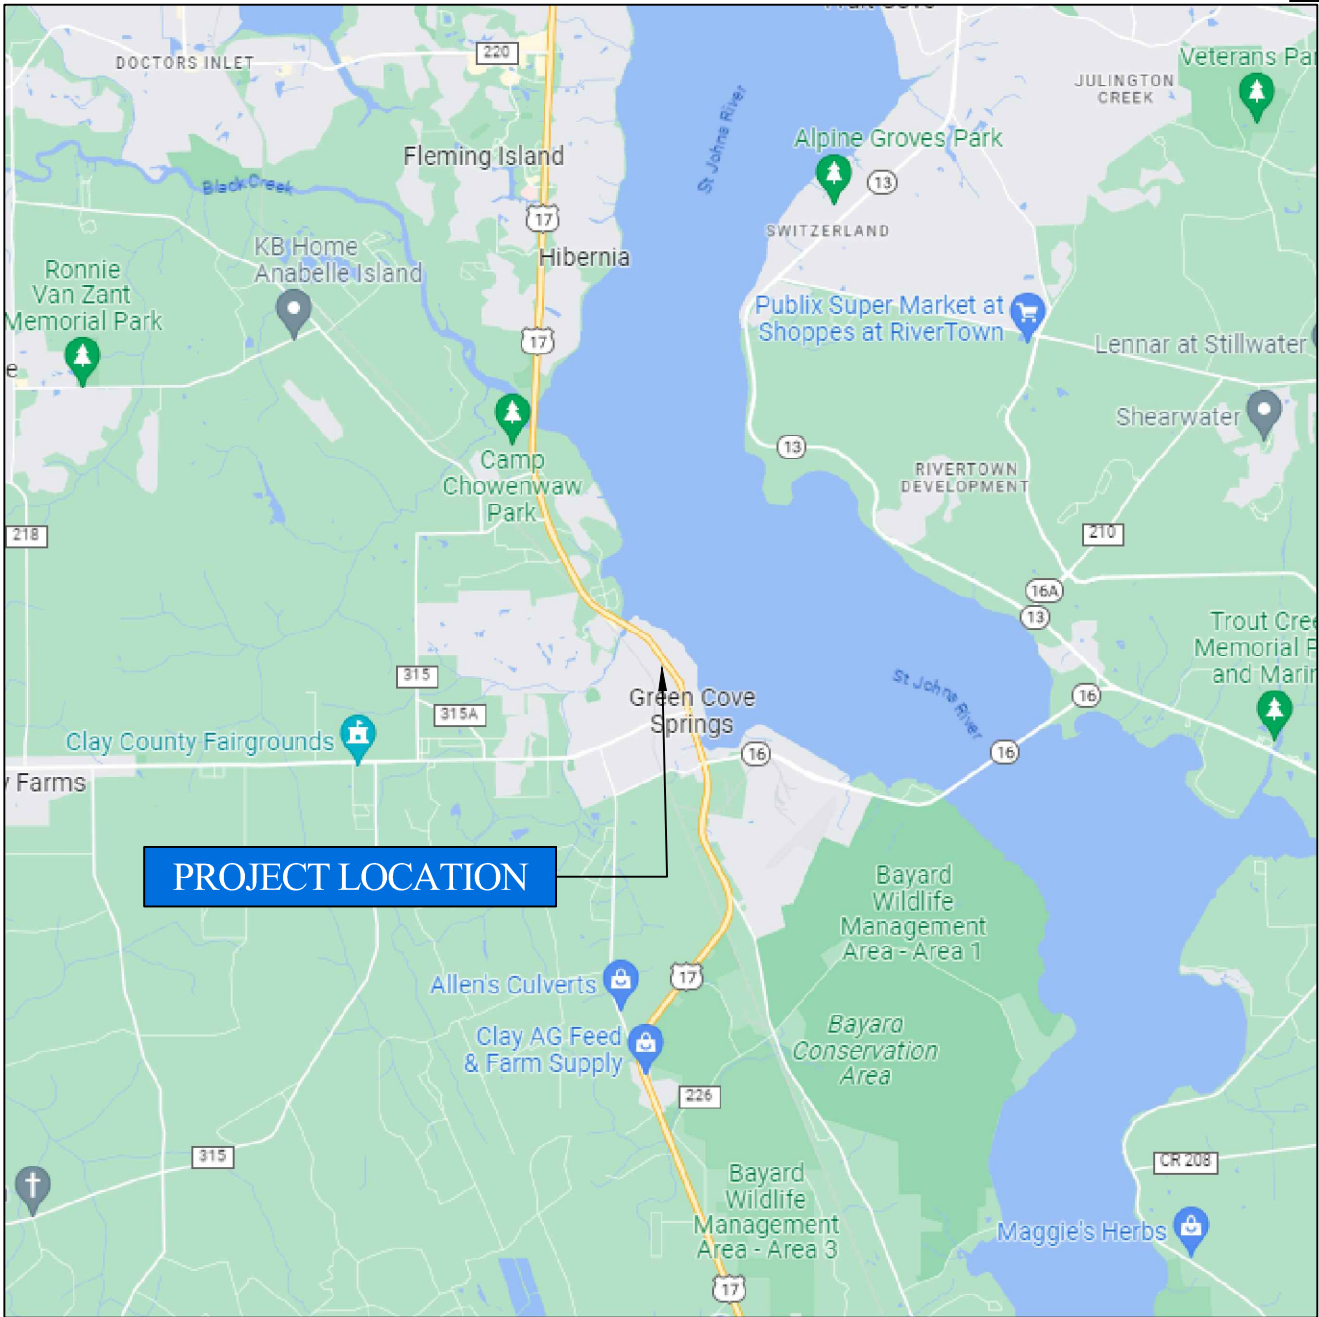 DOCTORS INLET
220
Veterans
JULINGTON
CREEK
St Johns River
Alpine Groves Park
13
Fleming Island
Black Creek
17
SWITZERLAND
KB Home
Anabelle Island
Hibernia
Ronnie
Van Zant
Memorial Park
Publix Super Market at
Shoppes at RiverTown
17
Lennar at Stillwater
Shearwater
13
Camp
Chowenwaw
Park
RIVERTOWN
DEVELOPMENT
218
210
16A
13
Trout
Memorial
and
315
St Johns River
16
Green Cove
Springs
315A
Clay County Fairgrounds
16
16
Farms
PROJECT LOCATION
Bayard
Wildlife
Management
Area - Area 1
17
Allen's Culverts
Bayard
Conservation
Area
Clay AG Feed
& Farm Supply
226
315
CR 208
Bayard
Wildlife
Management
Area - Area 3
Maggie's Herbs
17